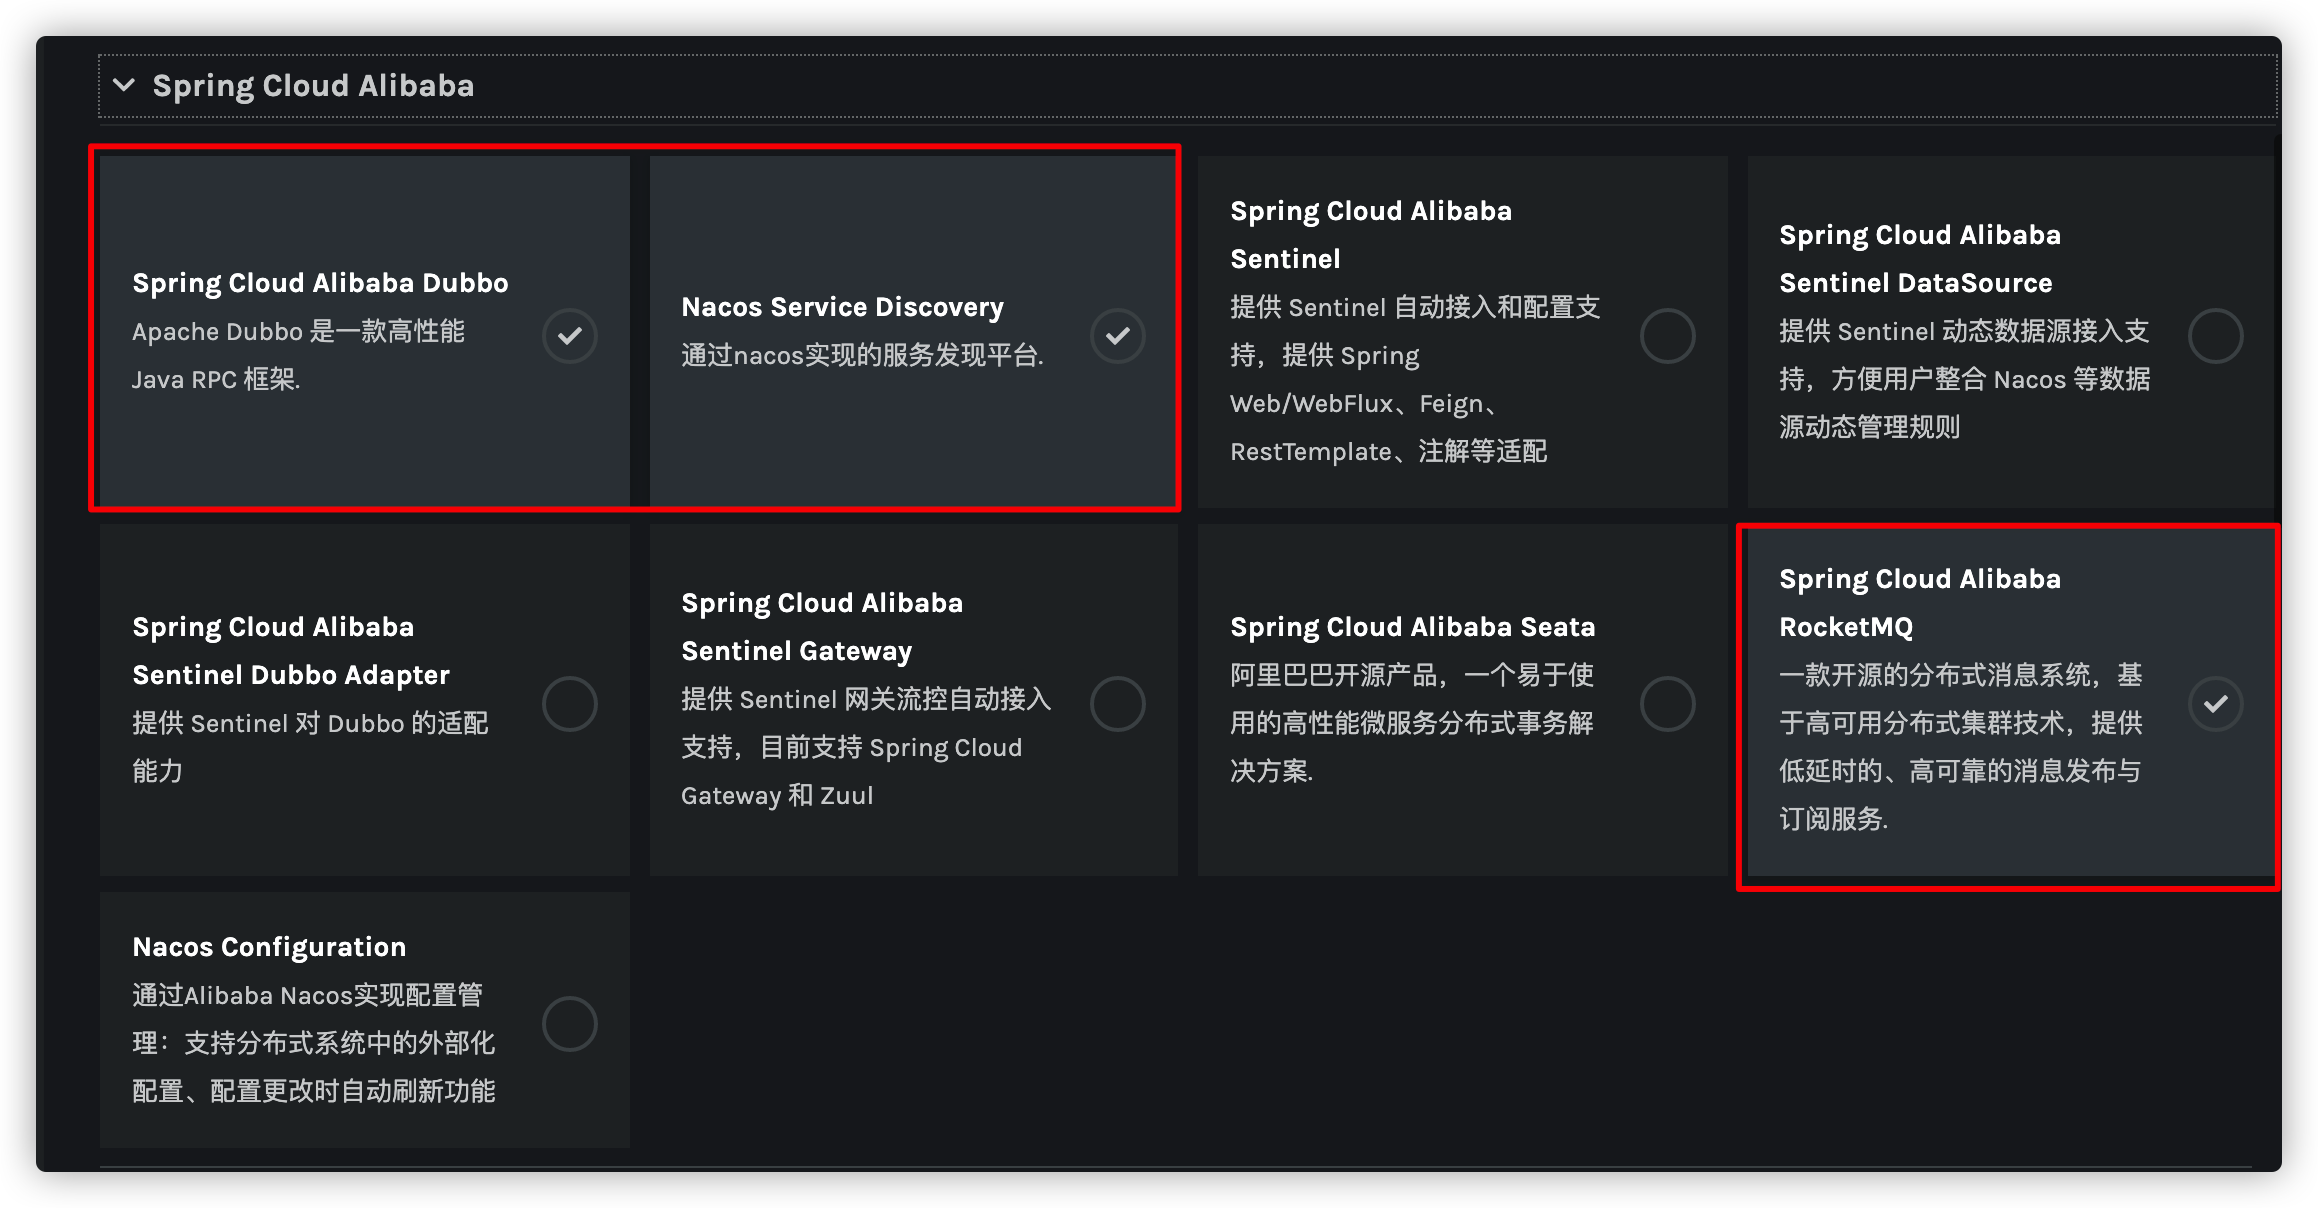 Spring Cloud Alibaba
Spring Cloud Alibaba Dubbo
Apache Dubbo 是一款高性能
Java RPC 框架.
Nacos Service Discovery
通过nacos实现的服务发现平台.
Spring Cloud Alibaba
Sentinel
提供 Sentinel 自动接入和配置支
持，提供 Spring
Web/WebFlux、Feign、
RestTemplate、注解等适配
Spring Cloud Alibaba
Sentinel DataSource
提供 Sentinel 动态数据源接入支
持，方便用户整合 Nacos 等数据
源动态管理规则
Spring Cloud Alibaba
Sentinel Dubbo Adapter
提供 Sentinel 对 Dubbo 的适配
能力
Spring Cloud Alibaba
Sentinel Gateway
提供 Sentinel 网关流控自动接入
支持，目前支持 Spring Cloud
Gateway 和 Zuul
Spring Cloud Alibaba Seata
阿里巴巴开源产品，一个易于使
用的高性能微服务分布式事务解
决方案.
Spring Cloud Alibaba
RocketMQ
一款开源的分布式消息系统，基
于高可用分布式集群技术，提供
低延时的、高可靠的消息发布与
订阅服务.
Nacos Configuration
通过Alibaba Nacos实现配置管
理：支持分布式系统中的外部化
配置、配置更改时自动刷新功能